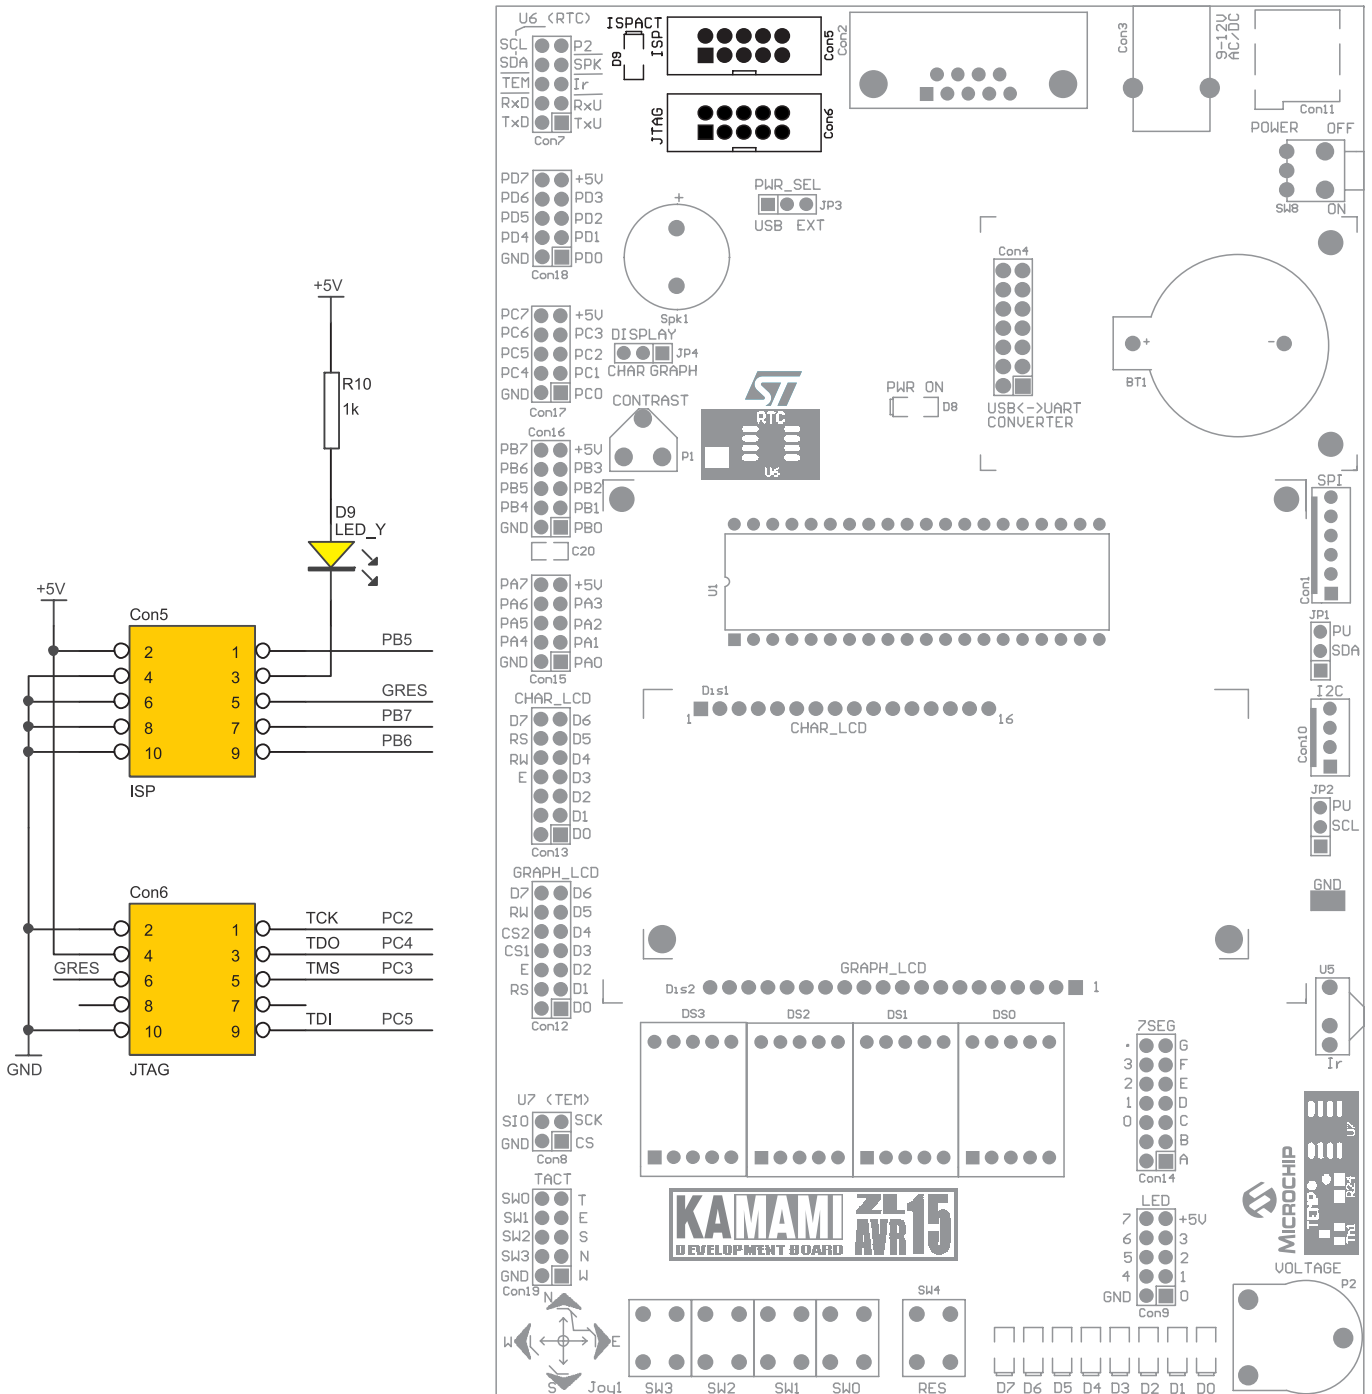 +5V
R10
1k
D9
LED_Y
+5V
Con5
2 1 PB5
4 3
6 5 GRES
8 7 PB7
10 9 PB6
ISP
Con6
2 1 TCK PC2
4 3 TDO PC4
GRES 6 5 TMS PC3
8 7
10 9 TDI PC5
GND
JTAG
U6 (RTC)
SCL P2
SDA SPK
TEM Ir
RxD RxU
TxD TxU
Con7
ISPACT
D9
ISP
Con5
JTAG
Con6
Con2
Con3
9-12V
AC/DC
Con11
POWER OFF
SW8 ON
PD7 +5V
PD6 PD3
PD5 PD2
PD4 PD1
GND PD0
Con18
+
Spk1
PWR_SEL
JP3
USB EXT
Con4
USB<->UART
CONVERTER
+ -
BT1
PC7 +5V
PC6 PC3
PC5 PC2
PC4 PC1
GND PC0
Con17
DISPLAY
JP4
CHAR GRAPH
CONTRAST
P1
ST
RTC
U6
PWR ON
D8
Con16
PB7 +5V
PB6 PB3
PB5 PB2
PB4 PB1
GND PB0
C20
SPI
Con1
U1
PA7 +5V
PA6 PA3
PA5 PA2
PA4 PA1
GND PA0
Con15
JP1
PU
SDA
I2C
Con10
JP2
PU
SCL
GND
Dis1
1 16
CHAR_LCD
CHAR_LCD
D7 D6
RS D5
RW D4
E D3
D2
D1
D0
Con13
GRAPH_LCD
D7 D6
RW D5
CS2 D4
CS1 D3
E D2
RS D1
D0
Con12
GRAPH_LCD
Dis2 1
DS3 DS2 DS1 DS0
U5
Ir
7SEG
. G
3 F
2 E
1 D
0 C
B
A
Con14
U7 (TEM)
SIO SCK
GND CS
Con8
TACT
SW0 T
SW1 E
SW2 S
SW3 N
GND W
Con19
KAMAMI
DEVELOPMENT BOARD
ZL
AVR
15
LED
7 +5V
6 3
5 2
4 1
GND 0
Con9
MICROCHIP
TEMP
U7
R24
Th1
VOLTAGE
P2
N
W E
S
Joy1
SW3 SW2 SW1 SW0
SW4
RES
D7 D6 D5 D4 D3 D2 D1 D0